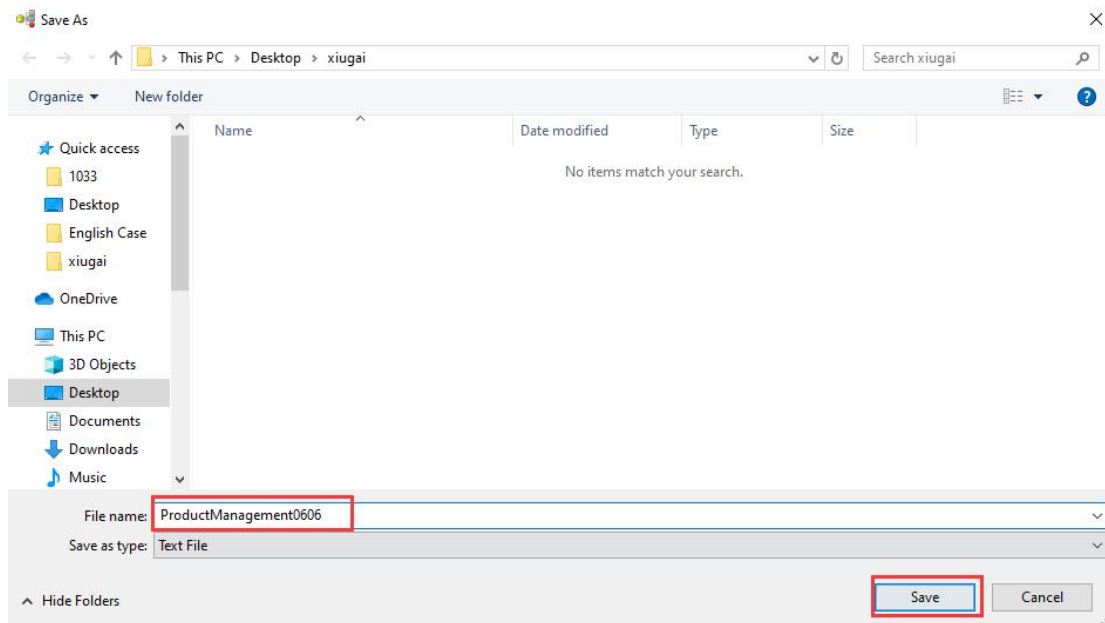 Save As
This PC > Desktop > xiugai
Search xiugai
Organize
New folder
Name
Date modified
Type
Size
No items match your search.
Quick access
1033
Desktop
English Case
xiugai
OneDrive
This PC
3D Objects
Desktop
Documents
Downloads
Music
File name: ProductManagement0606
Save as type: Text File
Hide Folders
Save
Cancel